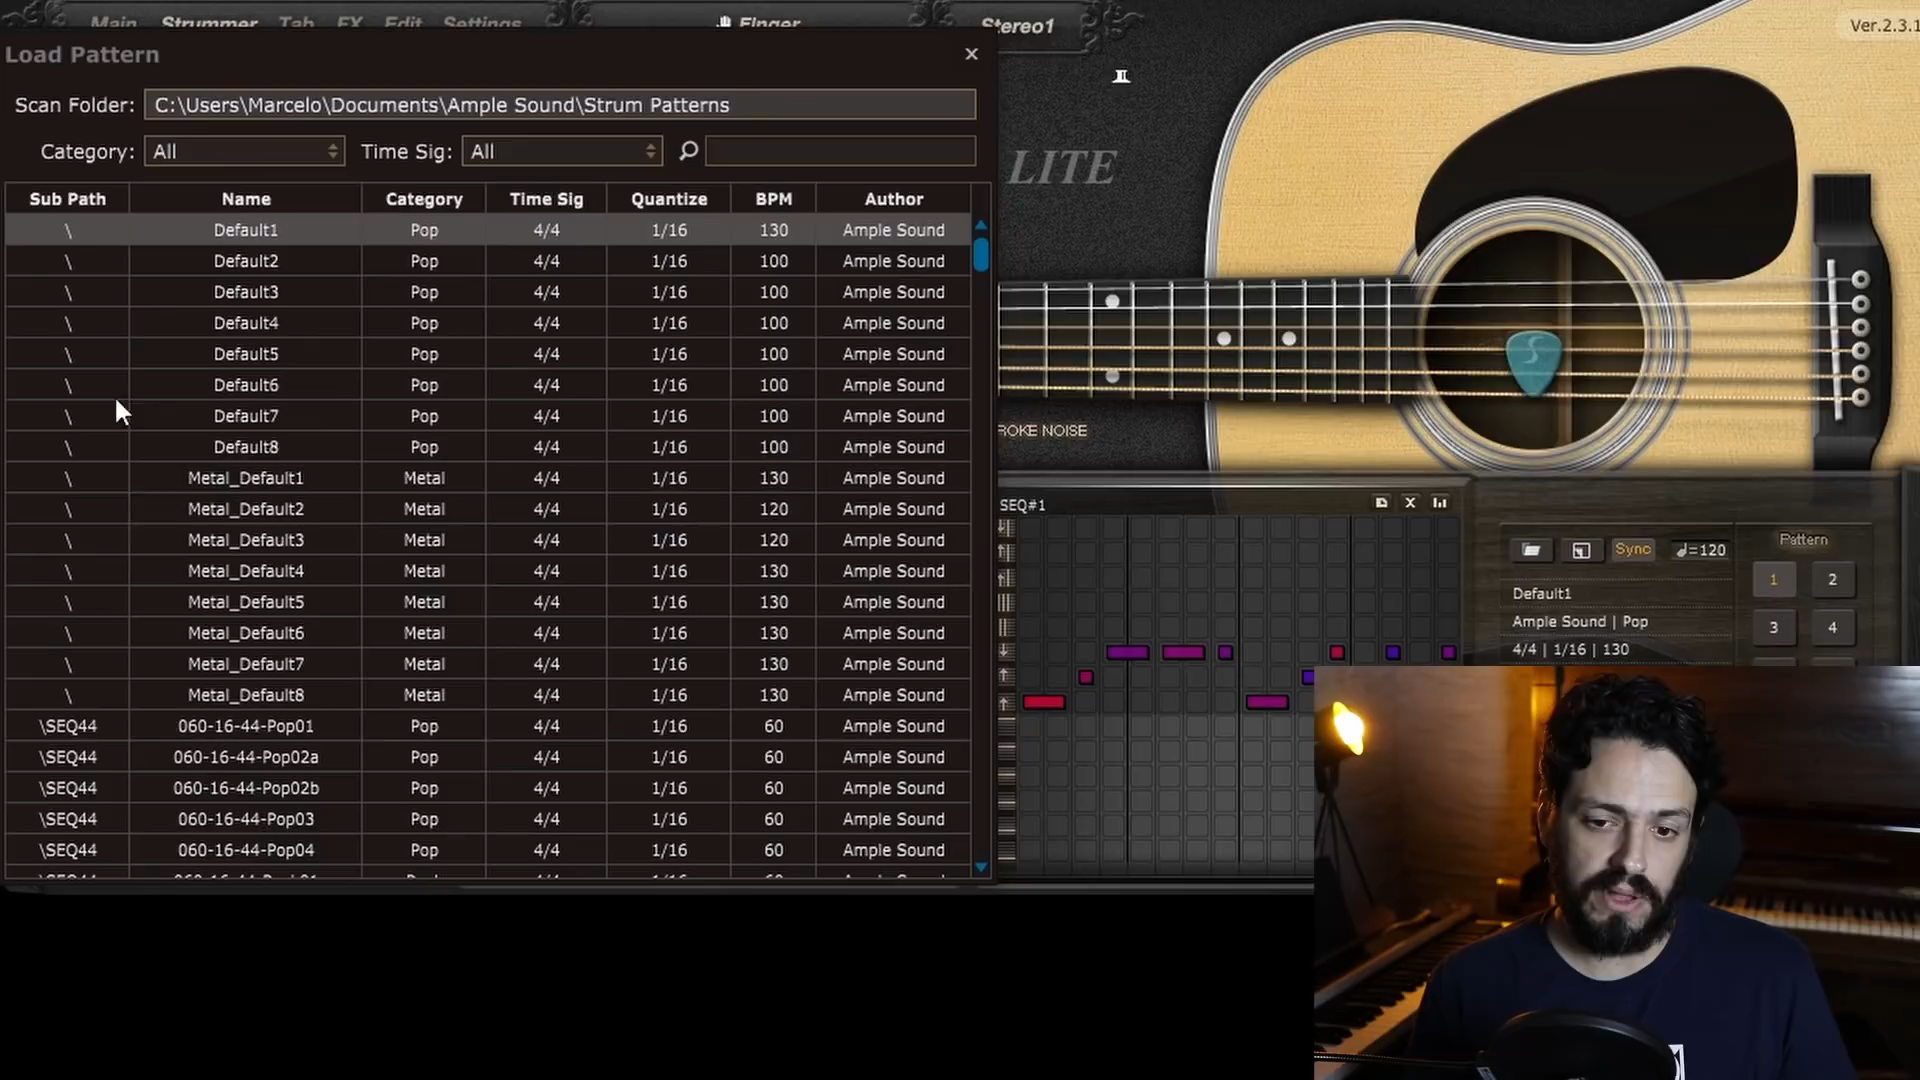 Main Strummer Tab FX Edit Settings Finger Stereo1 Ver.2.3.1
Load Pattern
Scan Folder: C:\Users\Marcelo\Documents\Ample Sound\Strum Patterns
Category: All Time Sig: All
Sub Path Name Category Time Sig Quantize BPM Author
\ Default1 Pop 4/4 1/16 130 Ample Sound
\ Default2 Pop 4/4 1/16 100 Ample Sound
\ Default3 Pop 4/4 1/16 100 Ample Sound
\ Default4 Pop 4/4 1/16 100 Ample Sound
\ Default5 Pop 4/4 1/16 100 Ample Sound
\ Default6 Pop 4/4 1/16 100 Ample Sound
\ Default7 Pop 4/4 1/16 100 Ample Sound
\ Default8 Pop 4/4 1/16 100 Ample Sound
\ Metal_Default1 Metal 4/4 1/16 130 Ample Sound
\ Metal_Default2 Metal 4/4 1/16 120 Ample Sound
\ Metal_Default3 Metal 4/4 1/16 120 Ample Sound
\ Metal_Default4 Metal 4/4 1/16 130 Ample Sound
\ Metal_Default5 Metal 4/4 1/16 130 Ample Sound
\ Metal_Default6 Metal 4/4 1/16 130 Ample Sound
\ Metal_Default7 Metal 4/4 1/16 130 Ample Sound
\ Metal_Default8 Metal 4/4 1/16 130 Ample Sound
\SEQ44 060-16-44-Pop01 Pop 4/4 1/16 60 Ample Sound
\SEQ44 060-16-44-Pop02a Pop 4/4 1/16 60 Ample Sound
\SEQ44 060-16-44-Pop02b Pop 4/4 1/16 60 Ample Sound
\SEQ44 060-16-44-Pop03 Pop 4/4 1/16 60 Ample Sound
\SEQ44 060-16-44-Pop04 Pop 4/4 1/16 60 Ample Sound
LITE
ROKE NOISE
SEQ#1
Sync =120
Default1
Ample Sound | Pop
4/4 | 1/16 | 130
Pattern
1 2
3 4